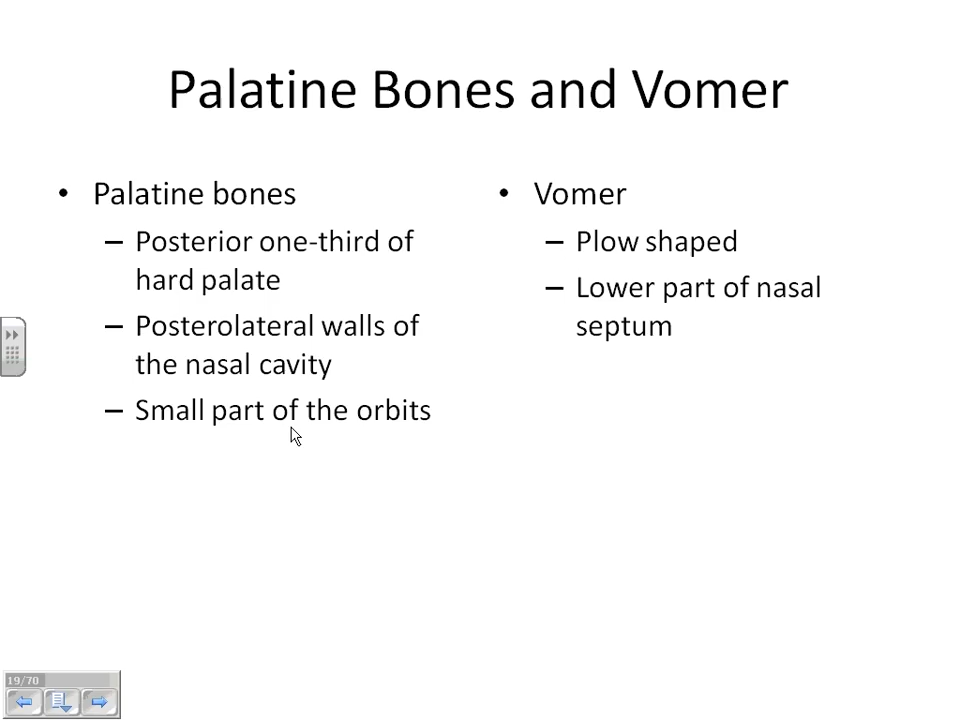 Palatine Bones and Vomer
• Palatine bones
– Posterior one-third of
hard palate
– Posterolateral walls of
the nasal cavity
– Small part of the orbits
• Vomer
– Plow shaped
– Lower part of nasal
septum
19/70